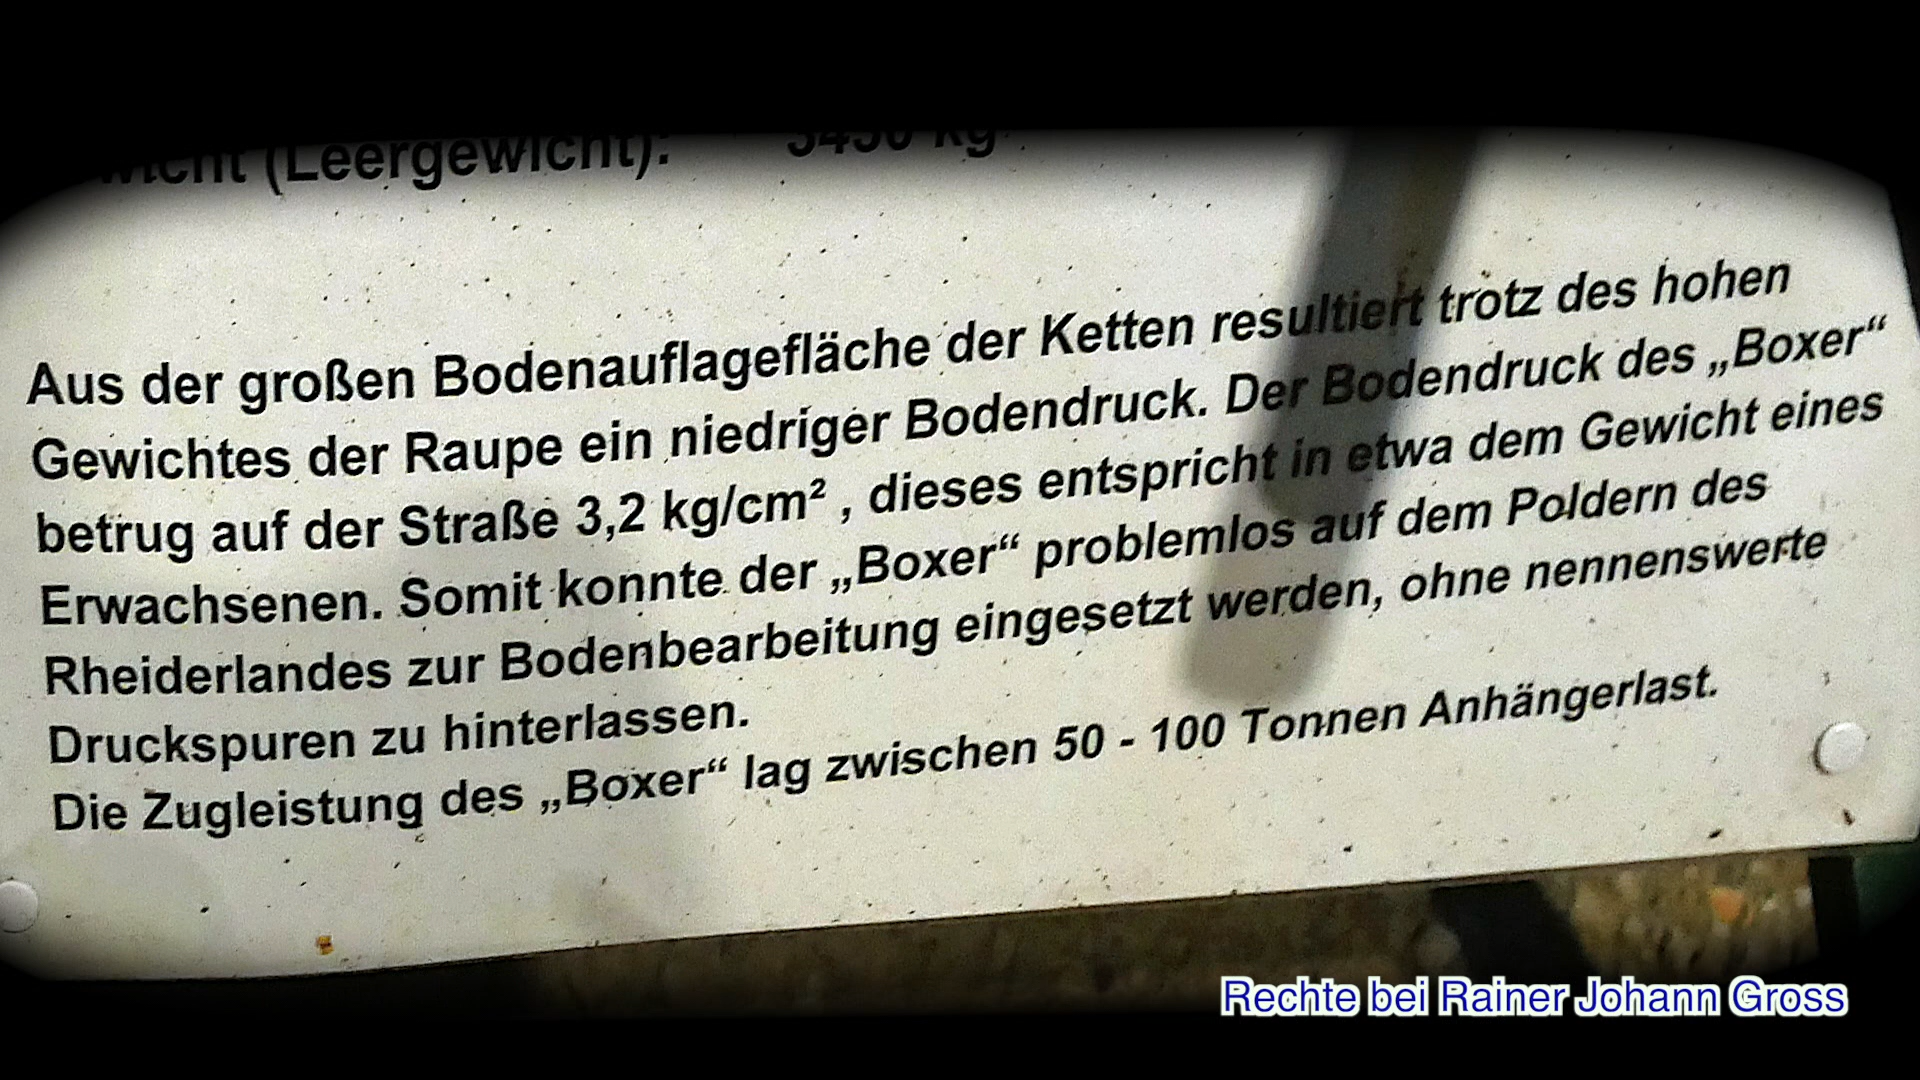 (Leergewicht):
Aus der großen Bodenauflagefläche der Ketten resultiert trotz des hohen
Gewichtes der Raupe ein niedriger Bodendruck. Der Bodendruck des „Boxer“
betrug auf der Straße 3,2 kg/cm² , dieses entspricht in etwa dem Gewicht eines
Erwachsenen. Somit konnte der „Boxer“ problemlos auf dem Poldern des
Rheiderlandes zur Bodenbearbeitung eingesetzt werden, ohne nennenswerte
Druckspuren zu hinterlassen.
Die Zugleistung des „Boxer“ lag zwischen 50 - 100 Tonnen Anhängerlast.
Rechte bei Rainer Johann Gross